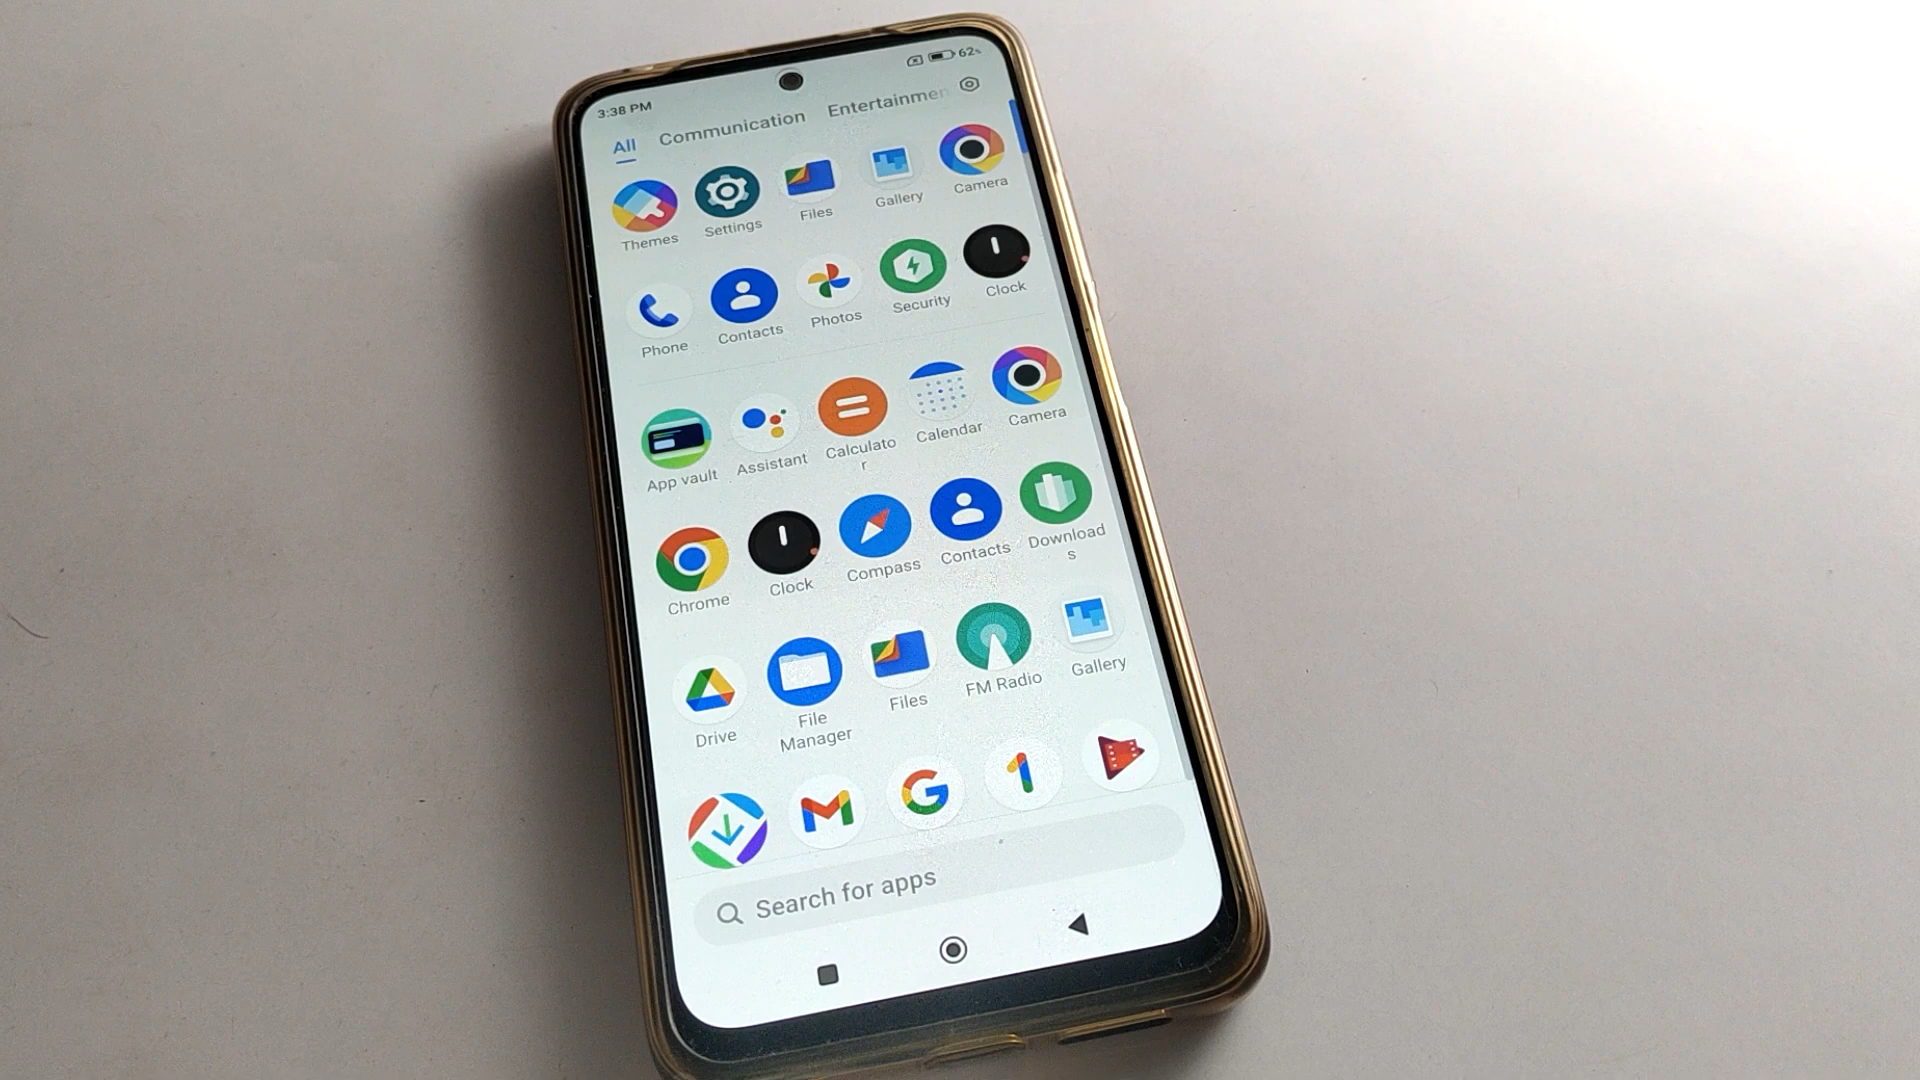 3:38 PM
62%
All Communication Entertainmen
Themes Settings Files Gallery Camera
Phone Contacts Photos Security Clock
App vault Assistant Calculato
r
Calendar Camera
Chrome Clock Compass Contacts Download
s
Drive File
Manager
Files FM Radio Gallery
Search for apps